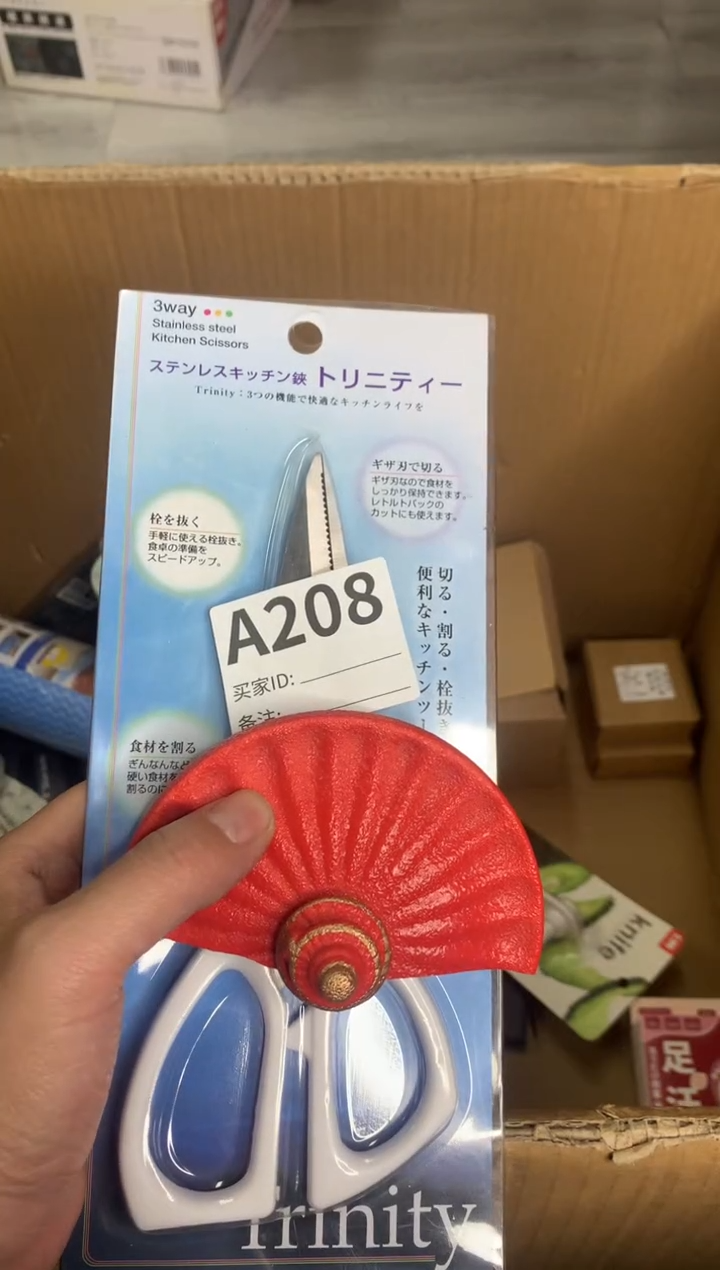 3way
Stainless steel
Kitchen Scissors
ステンレスキッチン鋏 トリニティー
Trinity：3つの機能で快適なキッチンライフを
ギザ刃で切る
ギザ刃なので食材を
しっかり保持できます。
レトルトパックの
カットにも使えます。
栓を抜く
手軽に使える栓抜き。
食卓の準備を
スピードアップ。
切る・割る・栓抜き
便利なキッチンツー
A208
买家ID:
备注:
食材を割る
ぎんなんなど
硬い食材を
割るのに
Trinity
knife
足